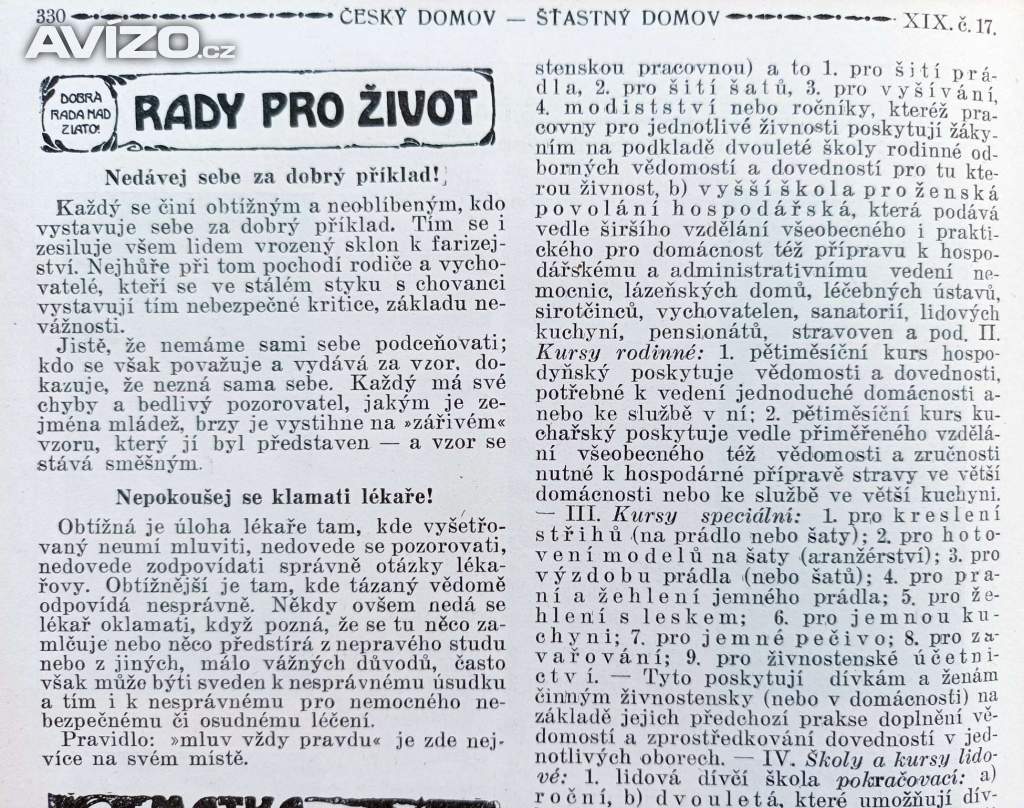 330 ČESKÝ DOMOV — ŠŤASTNÝ DOMOV XIX. č. 17.
AVIZO.cz
DOBRÁ
RADA NAD
ZLATO!
RADY PRO ŽIVOT
Nedávej sebe za dobrý příklad!
Každý se činí obtížným a neoblíbeným, kdo
vystavuje sebe za dobrý příklad. Tím se i
zesiluje všem lidem vrozený sklon k farizej-
ství. Nejhůře při tom pochodí rodiče a vycho-
vatelé, kteří se ve stálém styku s chovanci
vystavují tím nebezpečné kritice, základu ne-
vážnosti.
Jistě, že nemáme sami sebe podceňovati;
kdo se však považuje a vydává za vzor, do-
kazuje, že nezná sama sebe. Každý má své
chyby a bedlivý pozorovatel, jakým je ze-
jména mládež, brzy je vystihne na »zářivém«
vzoru, který jí byl představen — a vzor se
stává směšným.
Nepokoušej se klamati lékaře!
Obtížná je úloha lékaře tam, kde vyšetřo-
vaný neumí mluviti, nedovede se pozorovati,
nedovede zodpovídati správně otázky léka-
řovy. Obtížnější je tam, kde tázaný vědomě
odpovídá nesprávně. Někdy ovšem nedá se
lékař oklamati, když pozná, že se tu něco za-
mlčuje nebo něco předstírá z nepravého studu
nebo z jiných, málo vážných důvodů, často
však může býti sveden k nesprávnému úsudku
a tím i k nesprávnému pro nemocného ne-
bezpečnému či osudnému léčení.
Pravidlo: »mluv vždy pravdu« je zde nej-
více na svém místě.
stenskou pracovnou) a to 1. pro šití prá-
dla, 2. pro šití šatů, 3. pro vyšívání,
4. modistství nebo ročníky, kteréž pra-
covny pro jednotlivé živnosti poskytují žáky-
ním na podkladě dvouleté školy rodinné od-
borných vědomostí a dovedností pro tu kte-
rou živnost, b) vyšší škola pro ženská
povolání hospodářská, která podává
vedle širšího vzdělání všeobecného i prakti-
ckého pro domácnost též přípravu k hospo-
dářskému a administrativnímu vedení ne-
mocnic, lázeňských domů, léčebných ústavů,
sirotčinců, vychovatelen, sanatorií, lidových
kuchyní, pensionátů, stravoven a pod. II.
Kursy rodinné: 1. pětiměsíční kurs hospo-
dyňský poskytuje vědomosti a dovednosti,
potřebné k vedení jednoduché domácnosti a-
nebo ke službě v ní; 2. pětiměsíční kurs ku-
chařský poskytuje vedle přiměřeného vzdělá-
ní všeobecného též vědomosti a zručnosti
nutné k hospodárné přípravě stravy ve větší
domácnosti nebo ke službě ve větší kuchyni.
— III. Kursy speciální: 1. pro kreslení
střihů (na prádlo nebo šaty); 2. pro hoto-
vení modelů na šaty (aranžérství); 3. pro
výzdobu prádla (nebo šatů); 4. pro pra-
ní a žehlení jemného prádla; 5. pro že-
hlení s leskem; 6. pro jemnou ku-
chyni; 7. pro jemné pečivo; 8. pro za-
vařování; 9. pro živnostenské účetni-
ctví. — Tyto poskytují dívkám a ženám
činným živnostensky (nebo v domácnosti) na
základě jejich předchozí prakse doplnění vě-
domostí a zprostředkování dovedností v jed-
notlivých oborech. — IV. Školy a kursy lido-
vé: 1. lidová dívčí škola pokračovací: a)
roční, b) dvouletá, které umožňují dív-